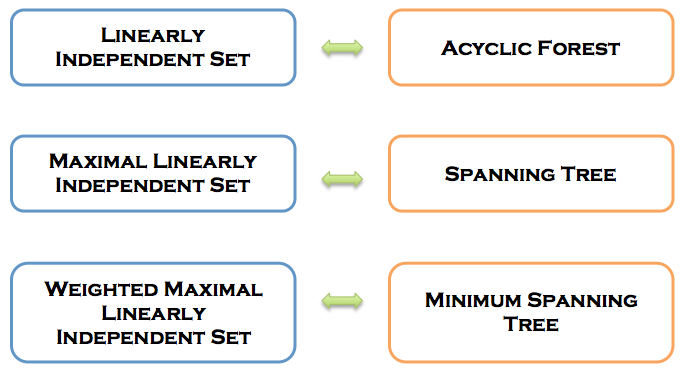 Linearly
Independent Set
Acyclic Forest
Maximal Linearly
Independent Set
Spanning Tree
Weighted Maximal
Linearly
Independent Set
Minimum Spanning
Tree